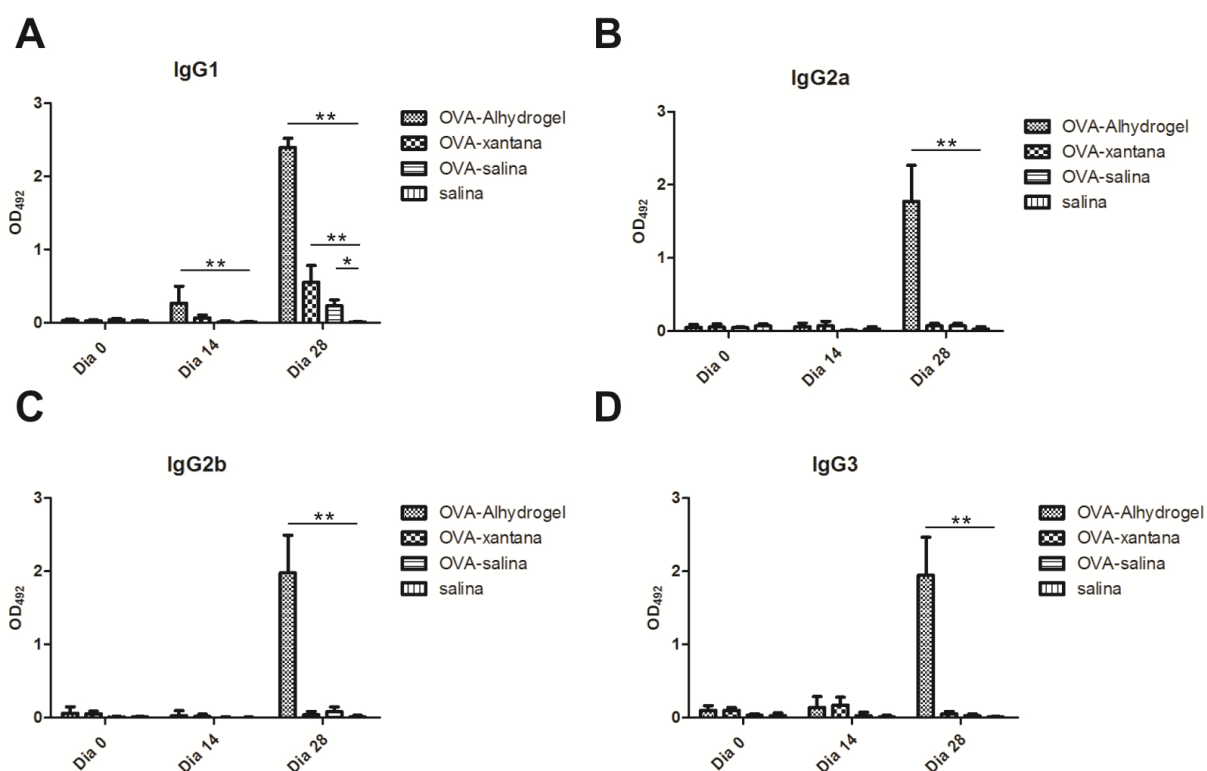 A
IgG1
3
2
1
0
OD492
**
**
**
*
Dia 0
Dia 14
Dia 28
OVA-Alhydrogel
OVA-xantana
OVA-salina
salina
B
IgG2a
3
2
1
0
OD492
**
Dia 0
Dia 14
Dia 28
OVA-Alhydrogel
OVA-xantana
OVA-salina
salina
C
IgG2b
3
2
1
0
OD492
**
Dia 0
Dia 14
Dia 28
OVA-Alhydrogel
OVA-xantana
OVA-salina
salina
D
IgG3
3
2
1
0
OD492
**
Dia 0
Dia 14
Dia 28
OVA-Alhydrogel
OVA-xantana
OVA-salina
salina